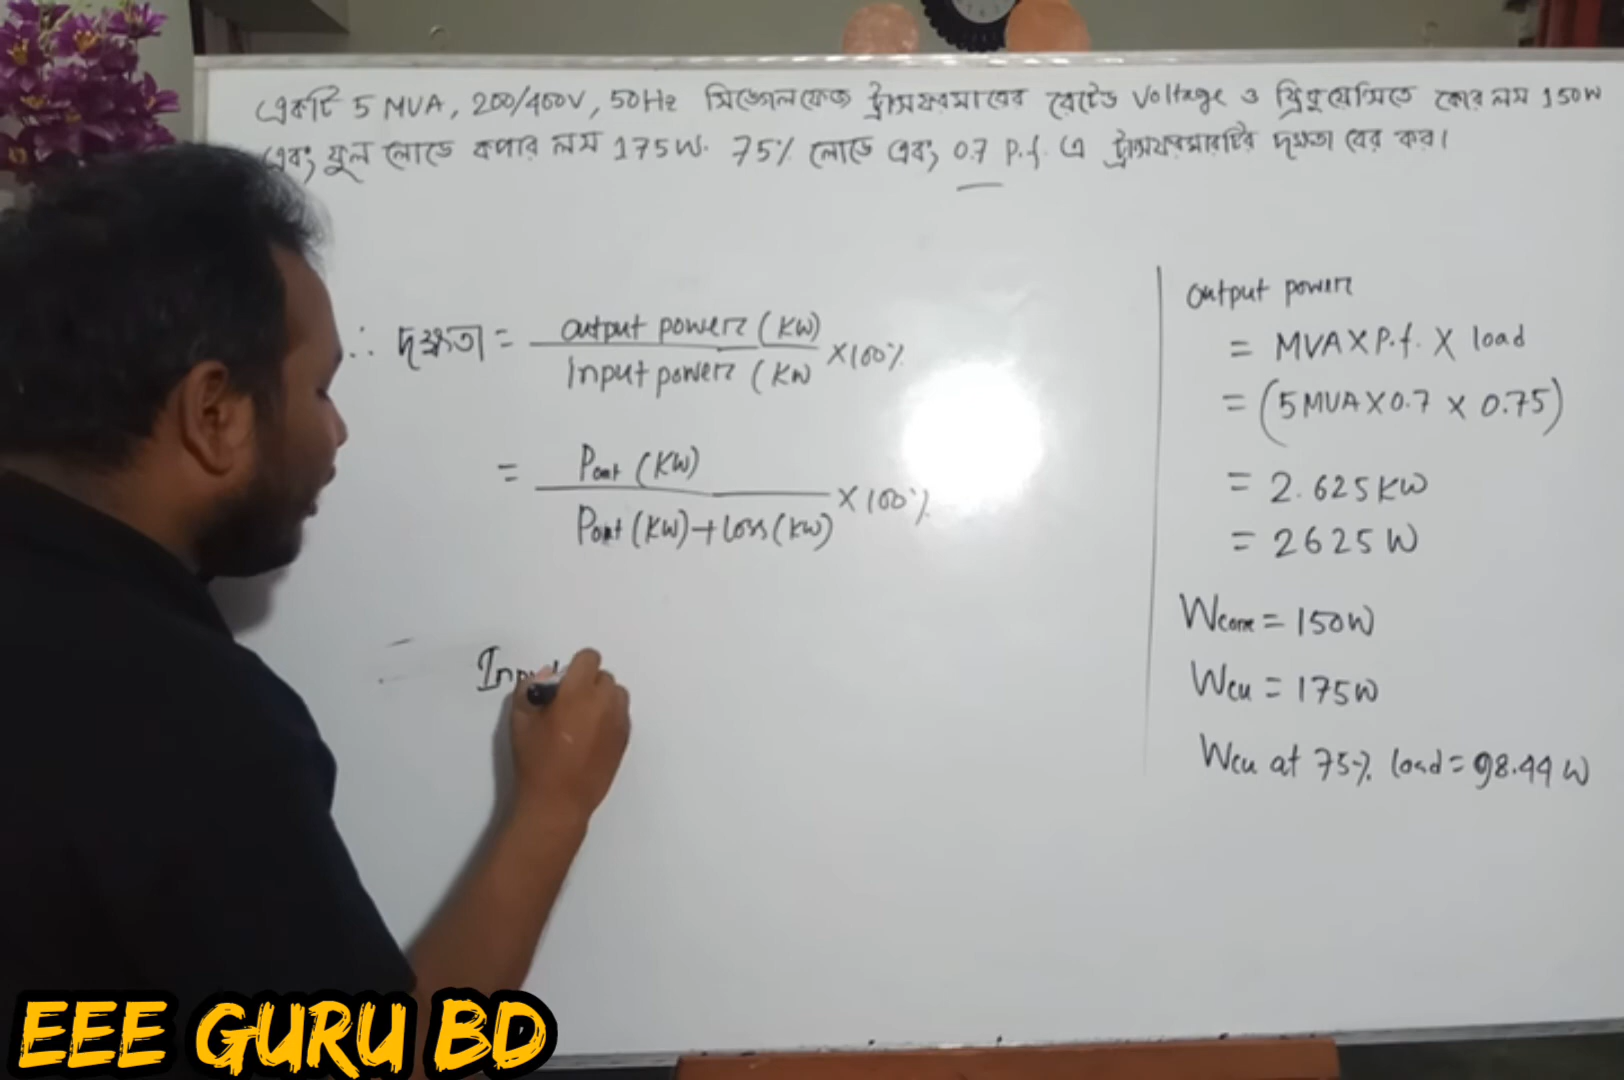 একটি 5 MVA, 200/400V, 50Hz সিঙ্গেলফেজ ট্রান্সফরমারের রেটেড Voltage ও ফ্রিকুয়েন্সিতে কোর লস 150W
এবং ফুল লোডে কপার লস 175W. 75% লোডে এবং 0.7 P.f. এ ট্রান্সফরমারটির দক্ষতা বের কর।
∴ দক্ষতা = output power (KW) / Input power (KW × 100%
= Pout (KW) / Pout (KW) + Loss (KW) × 100%
=
Inpu
output power
= MVA X P.f. X load
= (5 MVA X 0.7 x 0.75)
= 2.625 KW
= 2625 W
Wcore = 150W
Wcu = 175W
Wcu at 75% load = 98.44 W
EEE GURU BD